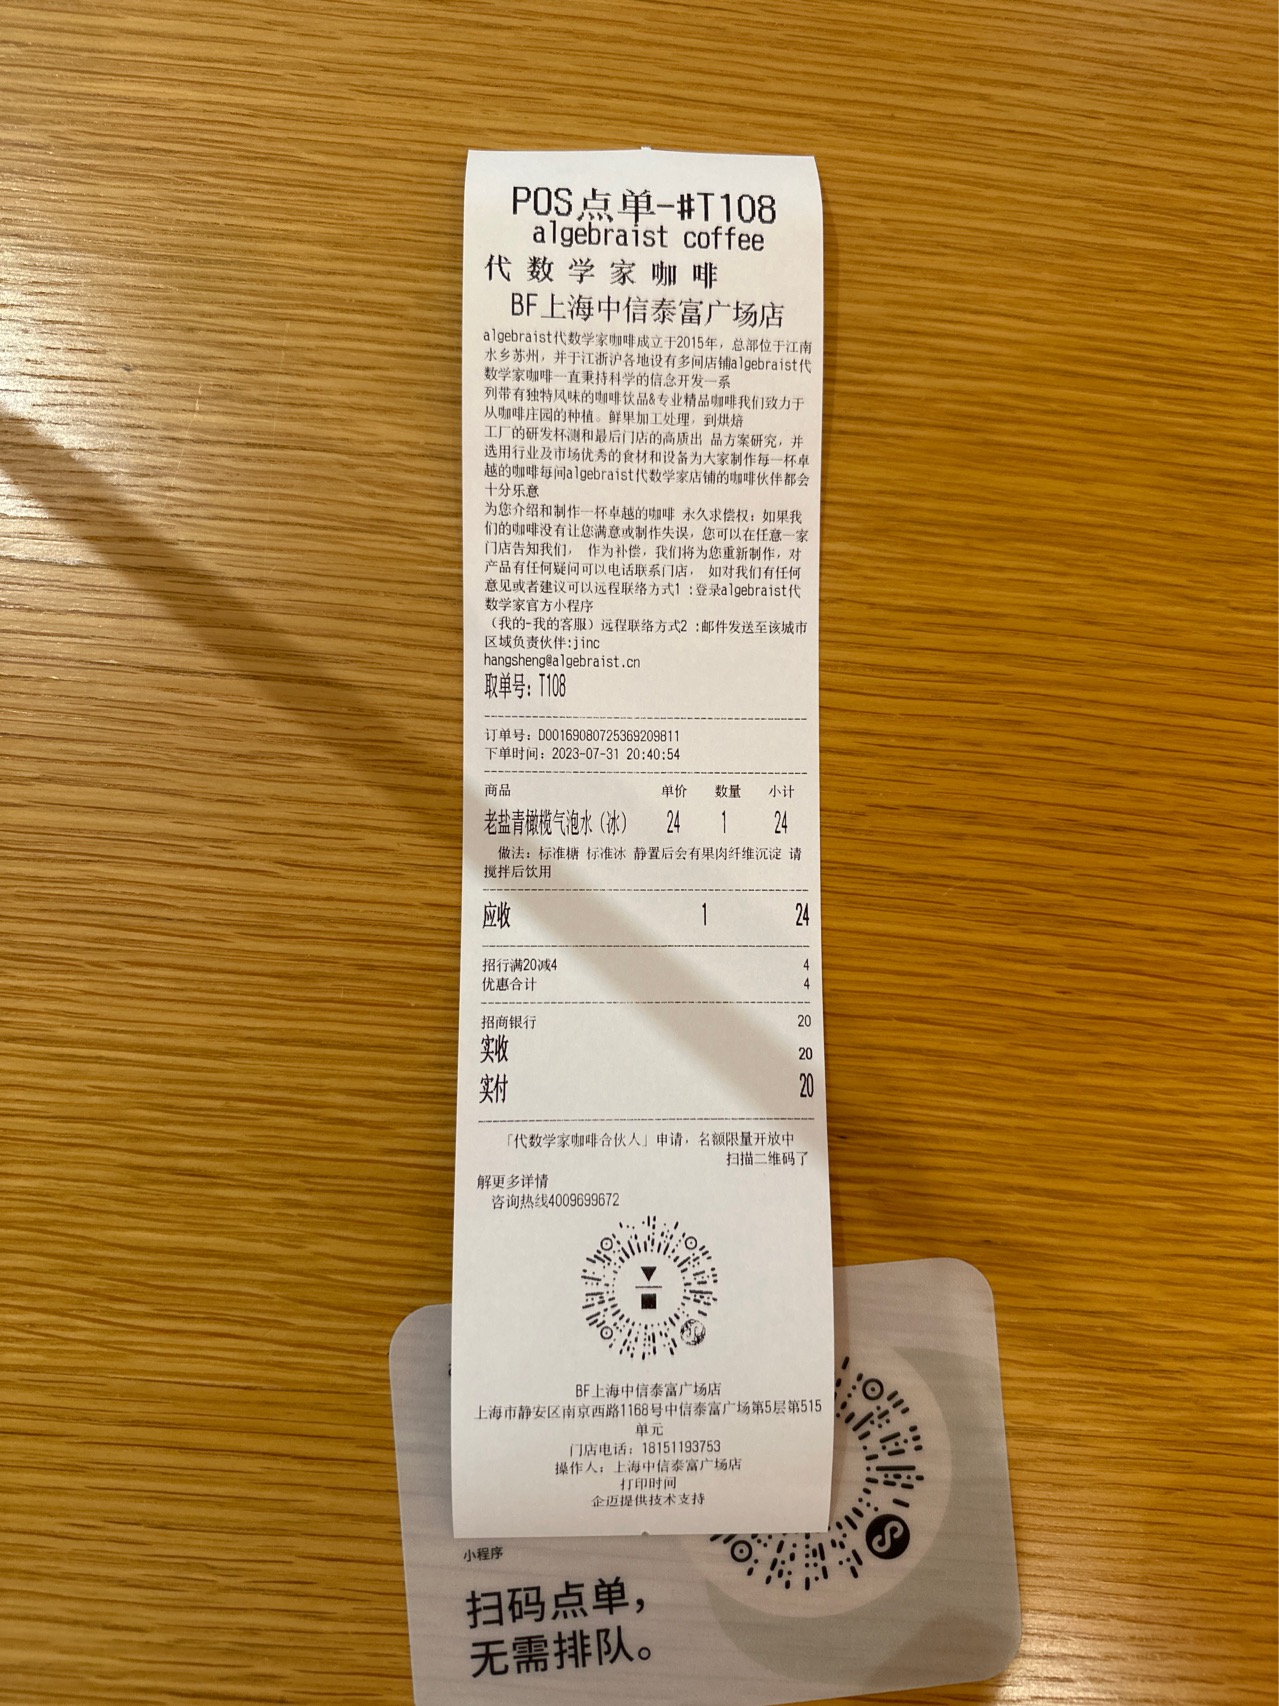 POS点单-#T108
algebraist coffee
代数学家咖啡
BF上海中信泰富广场店
algebraist代数学家咖啡成立于2015年，总部位于江南
水乡苏州，并于江浙沪各地设有多间店铺algebraist代
数学家咖啡一直秉持科学的信念开发一系
列带有独特风味的咖啡饮品&专业精品咖啡我们致力于
从咖啡庄园的种植。鲜果加工处理，到烘焙
工厂的研发杯测和最后门店的高质出 品方案研究，并
选用行业及市场优秀的食材和设备为大家制作每一杯卓
越的咖啡每间algebraist代数学家店铺的咖啡伙伴都会
十分乐意
为您介绍和制作一杯卓越的咖啡 永久求偿权：如果我
们的咖啡没有让您满意或制作失误，您可以在任意一家
门店告知我们， 作为补偿，我们将为您重新制作，对
产品有任何疑问可以电话联系门店， 如对我们有任何
意见或者建议可以远程联络方式1 :登录algebraist代
数学家官方小程序
（我的-我的客服）远程联络方式2 :邮件发送至该城市
区域负责伙伴:jinc
hangsheng@algebraist.cn
取单号：T108
订单号：D00169080725369209811
下单时间：2023-07-31 20:40:54
商品 单价 数量 小计
老盐青橄榄气泡水（冰） 24 1 24
做法：标准糖 标准冰 静置后会有果肉纤维沉淀 请
搅拌后饮用
应收 1 24
招行满20减4 4
优惠合计 4
招商银行 20
实收 20
实付 20
「代数学家咖啡合伙人」申请，名额限量开放中
扫描二维码了
解更多详情
咨询热线4009699672
BF上海中信泰富广场店
上海市静安区南京西路1168号中信泰富广场第5层第515
单元
门店电话：18151193753
操作人：上海中信泰富广场店
打印时间
企迈提供技术支持
小程序
扫码点单，
无需排队。